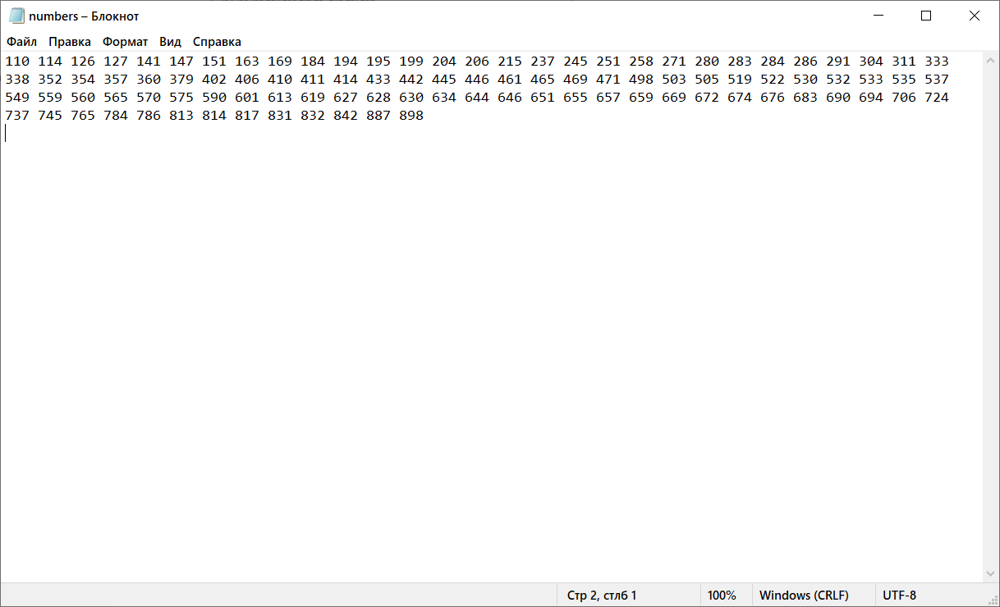 numbers – Блокнот
Файл Правка Формат Вид Справка
110 114 126 127 141 147 151 163 169 184 194 195 199 204 206 215 237 245 251 258 271 280 283 284 286 291 304 311 333
338 352 354 357 360 379 402 406 410 411 414 433 442 445 446 461 465 469 471 498 503 505 519 522 530 532 533 535 537
549 559 560 565 570 575 590 601 613 619 627 628 630 634 644 646 651 655 657 659 669 672 674 676 683 690 694 706 724
737 745 765 784 786 813 814 817 831 832 842 887 898
Стр 2, стлб 1 100% Windows (CRLF) UTF-8